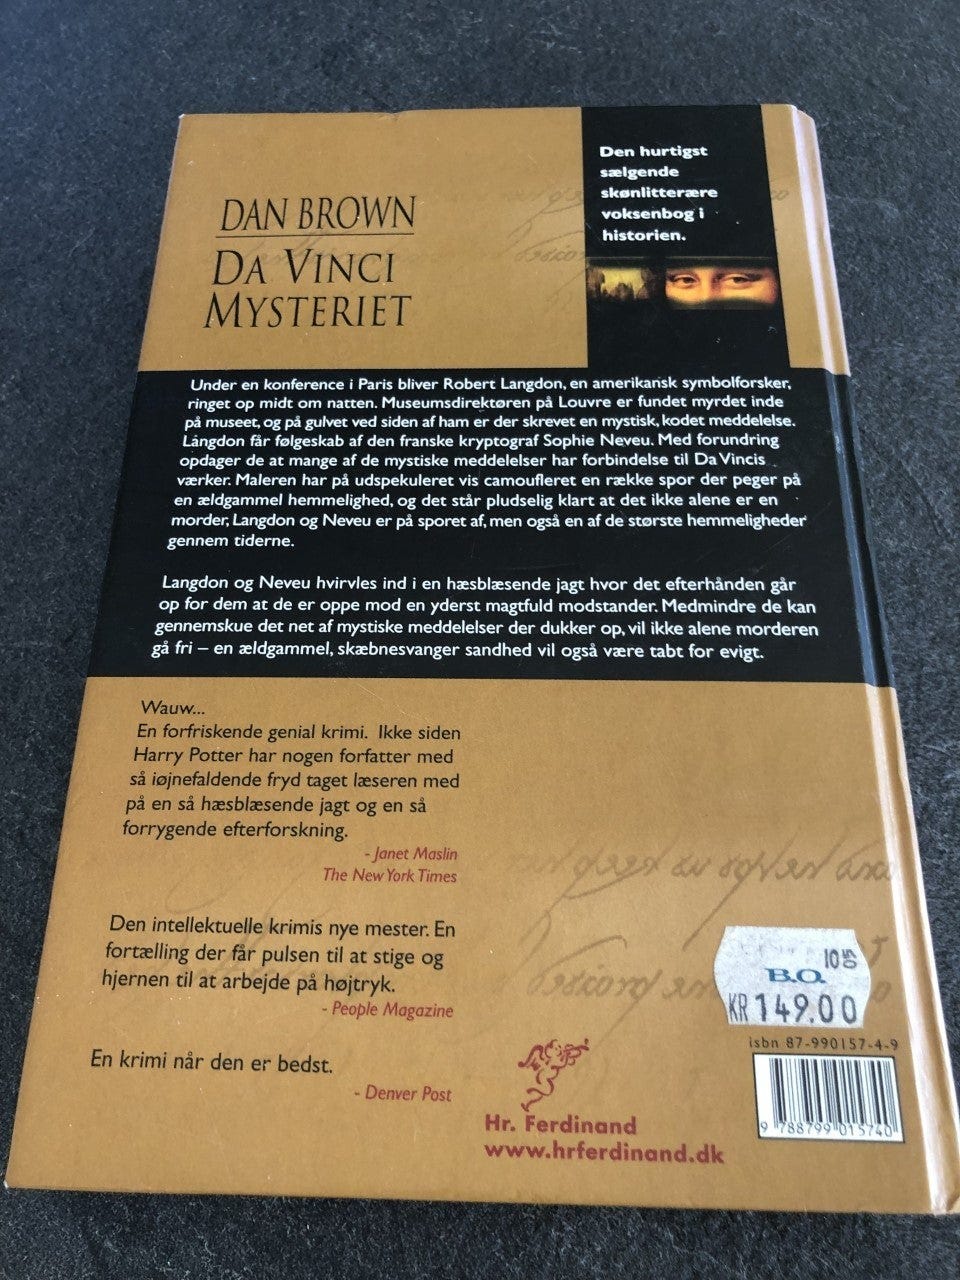 DAN BROWN
DA VINCI
MYSTERIET
Den hurtigst
sælgende
skønlitterære
voksenbog i
historien.
Under en konference i Paris bliver Robert Langdon, en amerikansk symbolforsker,
ringet op midt om natten. Museumsdirektøren på Louvre er fundet myrdet inde
på museet, og på gulvet ved siden af ham er der skrevet en mystisk, kodet meddelelse.
Langdon får følgeskab af den franske kryptograf Sophie Neveu. Med forundring
opdager de at mange af de mystiske meddelelser har forbindelse til Da Vincis
værker. Maleren har på udspekuleret vis camoufleret en række spor der peger på
en ældgammel hemmelighed, og det står pludselig klart at det ikke alene er en
morder, Langdon og Neveu er på sporet af, men også en af de største hemmeligheder
gennem tiderne.
Langdon og Neveu hvirvles ind i en hæsblæsende jagt hvor det efterhånden går
op for dem at de er oppe mod en yderst magtfuld modstander. Medmindre de kan
gennemskue det net af mystiske meddelelser der dukker op, vil ikke alene morderen
gå fri – en ældgammel, skæbnesvanger sandhed vil også være tabt for evigt.
Wauw...
En forfriskende genial krimi. Ikke siden
Harry Potter har nogen forfatter med
så iøjnefaldende fryd taget læseren med
på en så hæsblæsende jagt og en så
forrygende efterforskning.
- Janet Maslin
The New York Times
Den intellektuelle krimis nye mester. En
fortælling der får pulsen til at stige og
hjernen til at arbejde på højtryk.
- People Magazine
En krimi når den er bedst.
- Denver Post
Hr. Ferdinand
www.hrferdinand.dk
10 05
B.O.
KR 149.00
isbn 87-990157-4-9
9 788799 015740